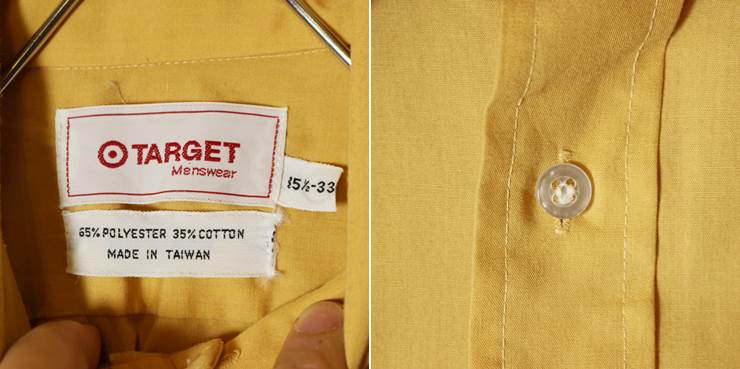 TARGET
Menswear
15½-33
65% POLYESTER 35% COTTON
MADE IN TAIWAN